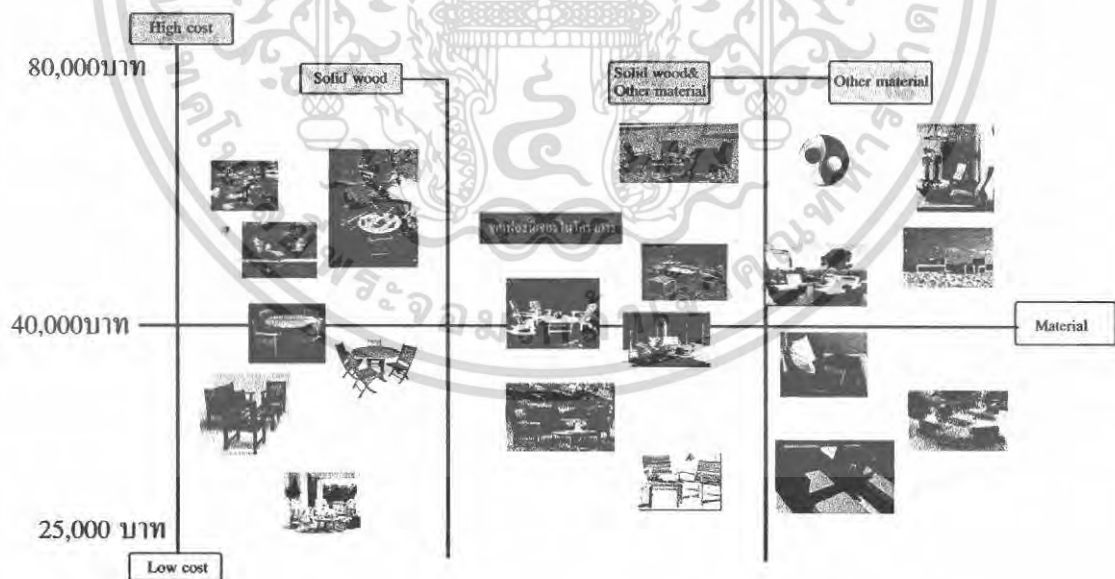 High cost
80,000บาท
Solid wood
Solid wood&
Other material
Other material
40,000บาท
Material
25,000 บาท
Low cost